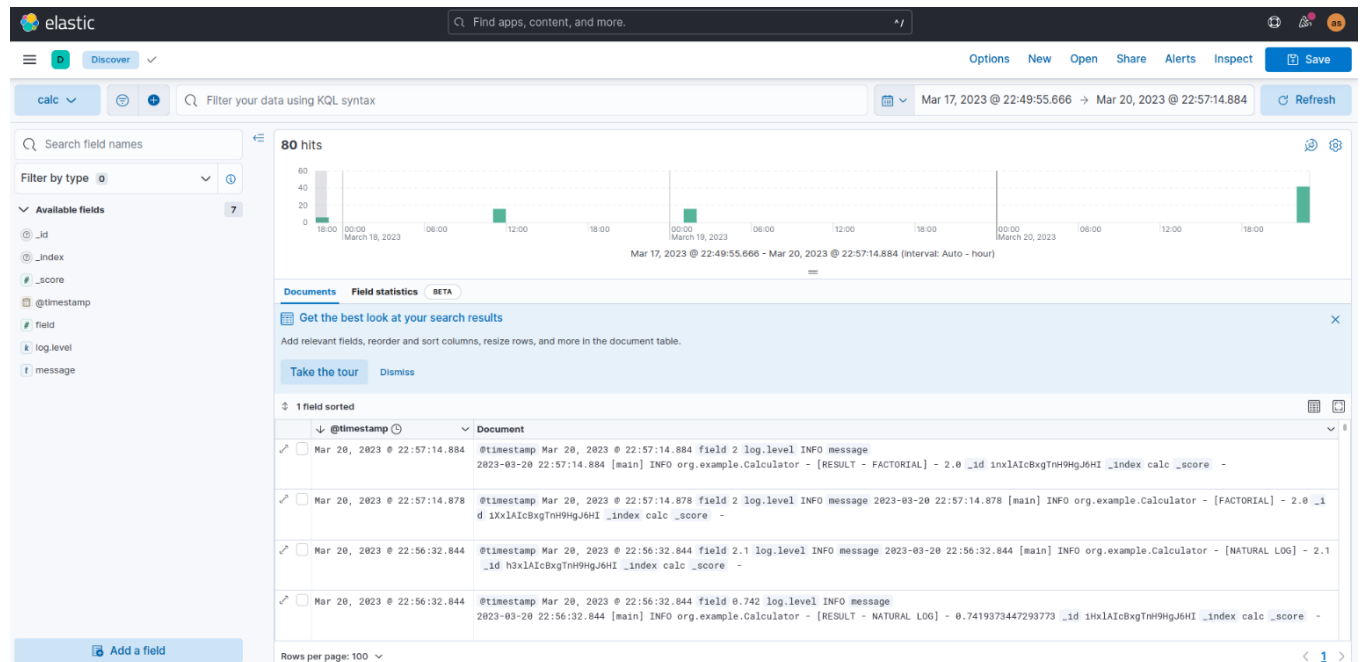 elastic
Find apps, content, and more.
^/
as
D
Discover
Options
New
Open
Share
Alerts
Inspect
Save
calc
Filter your data using KQL syntax
Mar 17, 2023 @ 22:49:55.666 → Mar 20, 2023 @ 22:57:14.884
Refresh
Search field names
Filter by type 0
Available fields 7
_id
_index
_score
@timestamp
field
log.level
message
Add a field
80 hits
60
40
20
0
18:00 00:00 06:00 12:00 18:00 00:00 06:00 12:00 18:00 00:00 06:00 12:00 18:00
March 18, 2023 March 19, 2023 March 20, 2023
Mar 17, 2023 @ 22:49:55.666 - Mar 20, 2023 @ 22:57:14.884 (interval: Auto - hour)
Documents
Field statistics
BETA
Get the best look at your search results
Add relevant fields, reorder and sort columns, resize rows, and more in the document table.
Take the tour
Dismiss
1 field sorted
@timestamp Document
Mar 20, 2023 @ 22:57:14.884 @timestamp Mar 20, 2023 @ 22:57:14.884 field 2 log.level INFO message
2023-03-20 22:57:14.884 [main] INFO org.example.Calculator - [RESULT - FACTORIAL] - 2.0 _id inxlAIcBxgTnH9HgJ6HI _index calc _score -
Mar 20, 2023 @ 22:57:14.878 @timestamp Mar 20, 2023 @ 22:57:14.878 field 2 log.level INFO message 2023-03-20 22:57:14.878 [main] INFO org.example.Calculator - [FACTORIAL] - 2.0 _i
d iXxlAIcBxgTnH9HgJ6HI _index calc _score -
Mar 20, 2023 @ 22:56:32.844 @timestamp Mar 20, 2023 @ 22:56:32.844 field 2.1 log.level INFO message 2023-03-20 22:56:32.844 [main] INFO org.example.Calculator - [NATURAL LOG] - 2.1
_id h3xlAIcBxgTnH9HgJ6HI _index calc _score -
Mar 20, 2023 @ 22:56:32.844 @timestamp Mar 20, 2023 @ 22:56:32.844 field 0.742 log.level INFO message
2023-03-20 22:56:32.844 [main] INFO org.example.Calculator - [RESULT - NATURAL LOG] - 0.7419373447293773 _id iHxlAIcBxgTnH9HgJ6HI _index calc _score -
Rows per page: 100
< 1 >